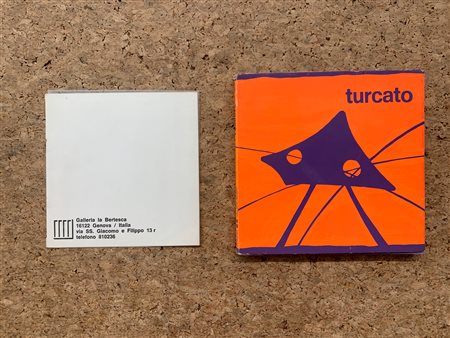 Galleria la Bertesca
16122 Genova / Italia
via SS. Giacomo e Filippo 13 r
telefono 810236
turcato